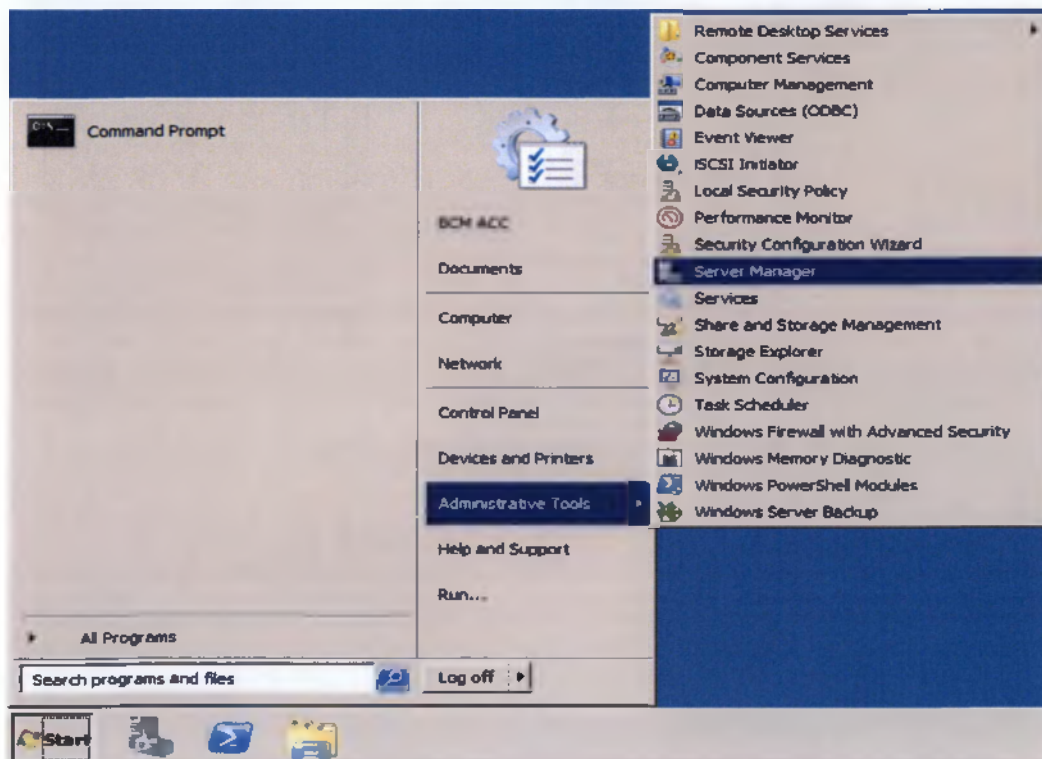 Command Prompt
All Programs
Search programs and files
BCM ACC
Documents
Computer
Network
Control Panel
Devices and Printers
Administrative Tools
Help and Support
Run...
Log off
Remote Desktop Services
Component Services
Computer Management
Data Sources (ODBC)
Event Viewer
iSCSI Initiator
Local Security Policy
Performance Monitor
Security Configuration Wizard
Server Manager
Services
Share and Storage Management
Storage Explorer
System Configuration
Task Scheduler
Windows Firewall with Advanced Security
Windows Memory Diagnostic
Windows PowerShell Modules
Windows Server Backup
Start